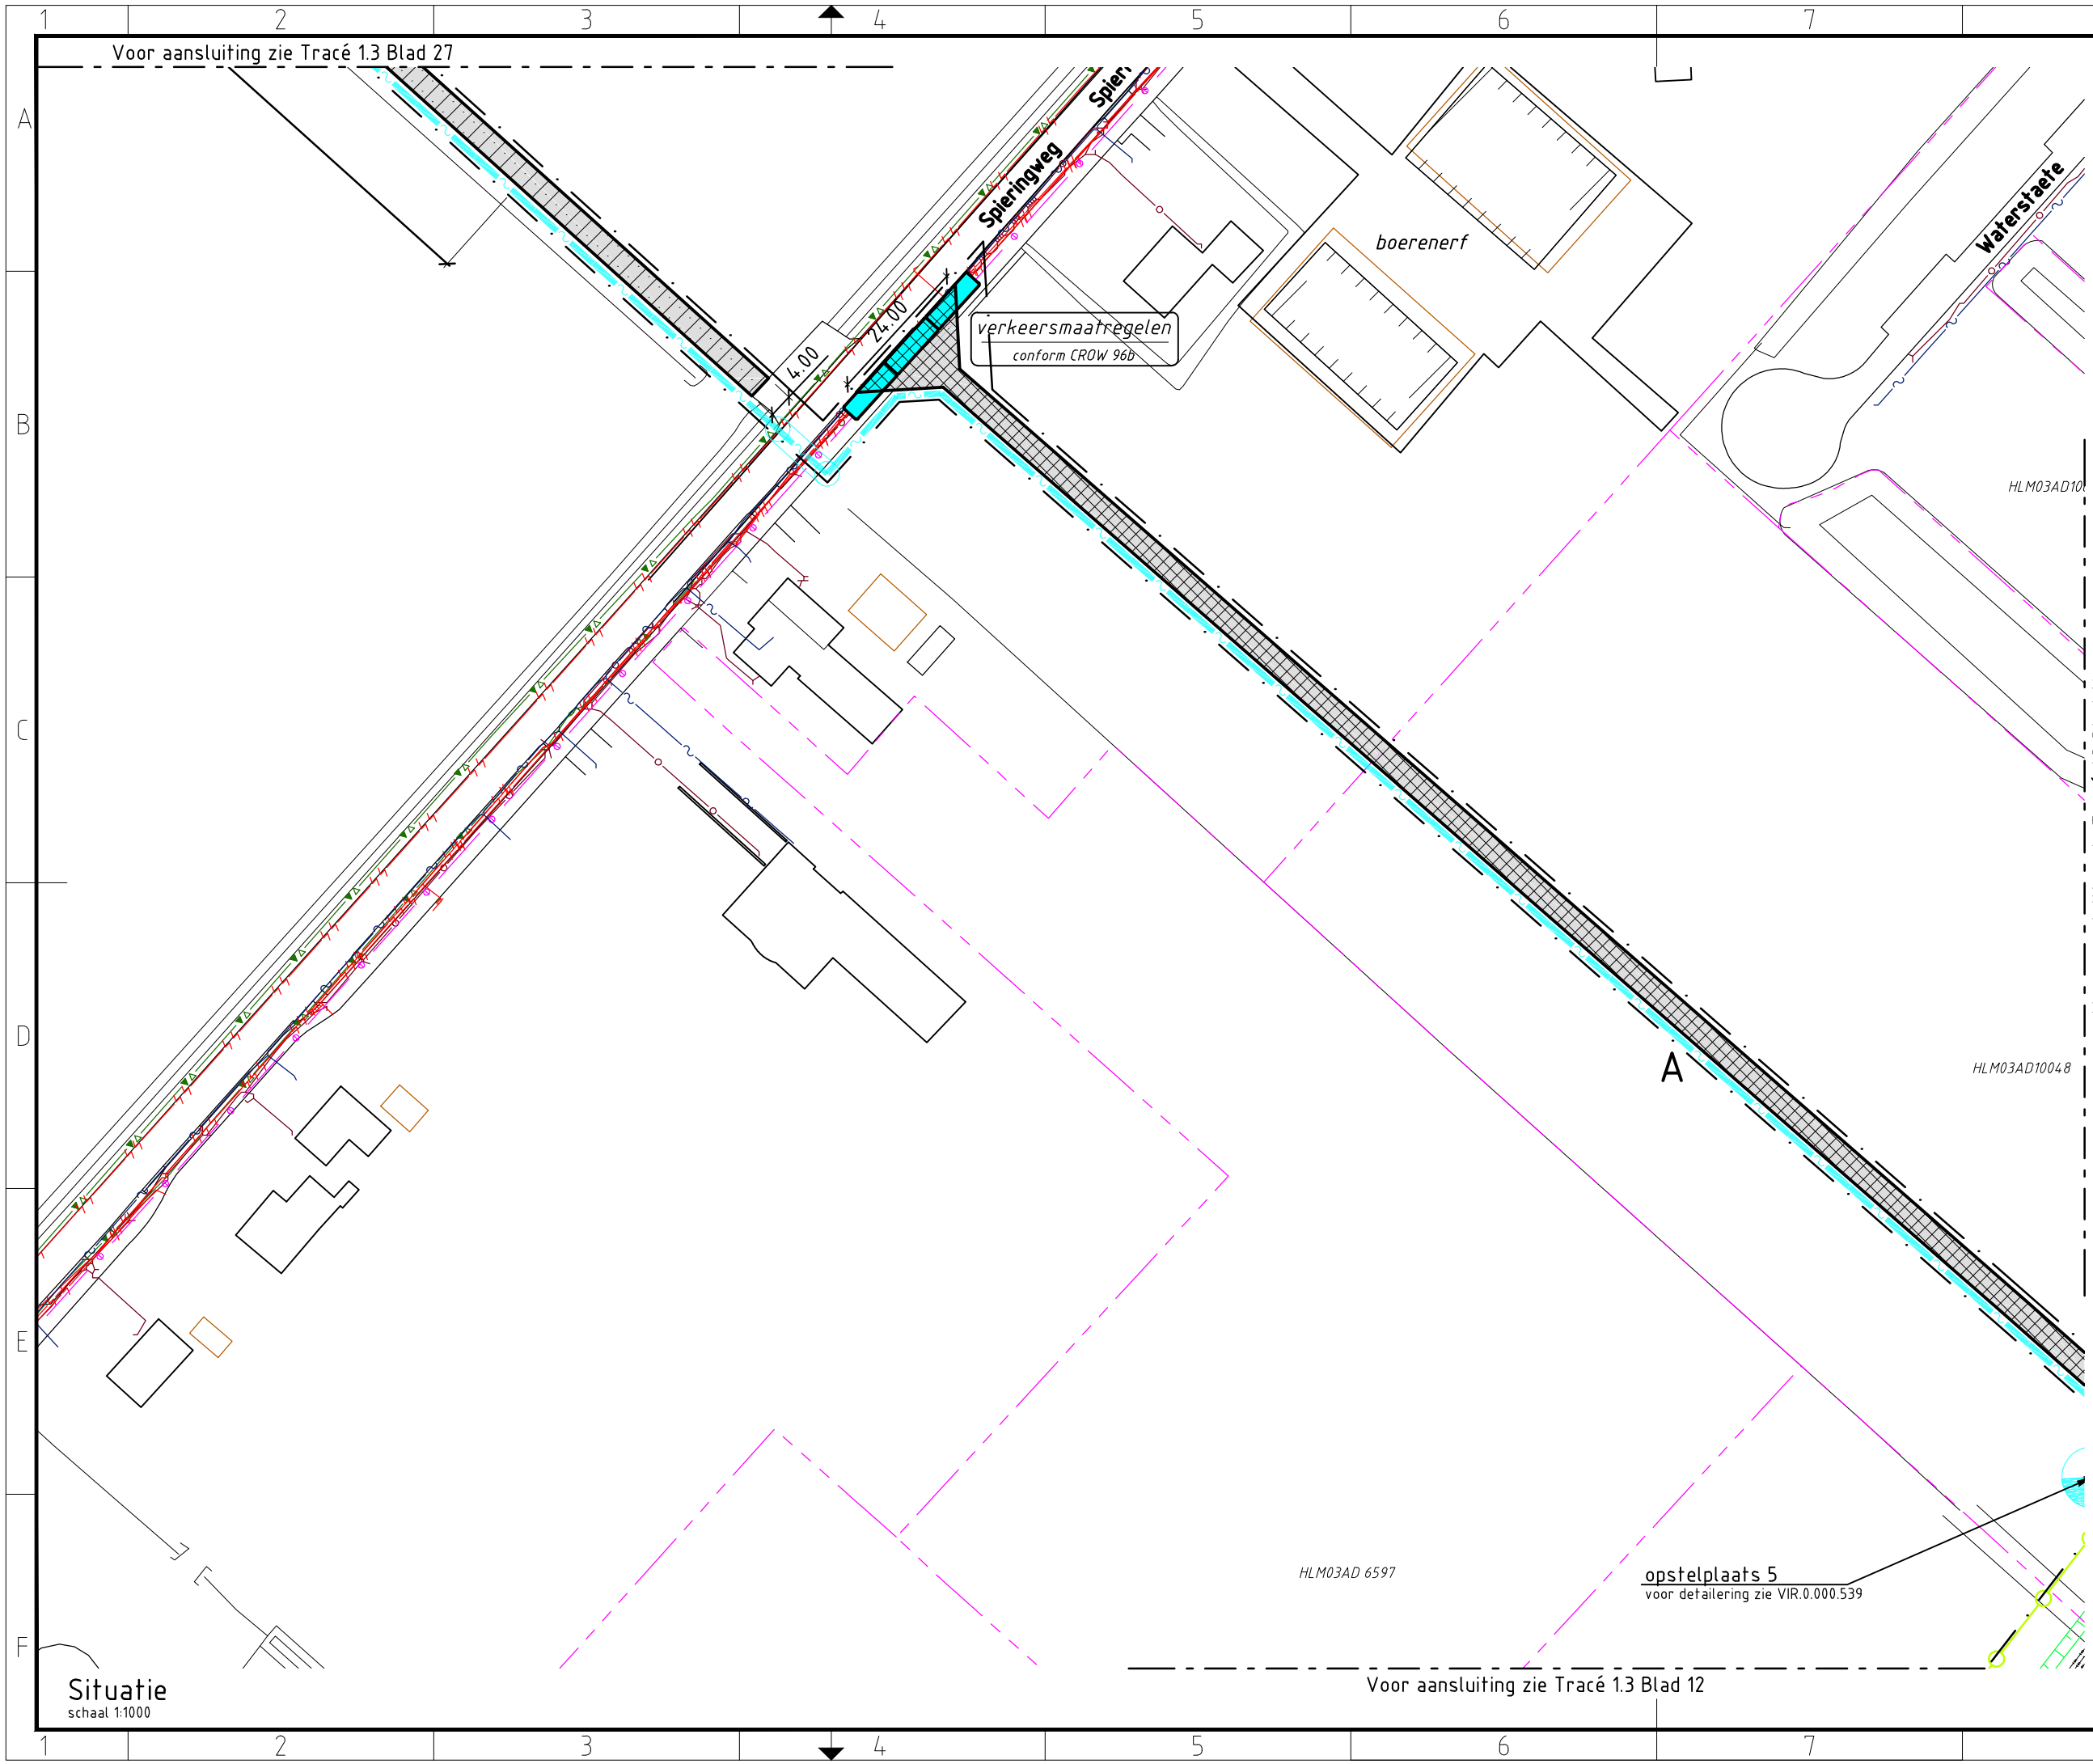 1 2 3 4 5 6 7
Voor aansluiting zie Tracé 1.3 Blad 27
A
Spieringweg
boerenerf
Waterstaete
24.00
verkeersmaatregelen
conform CROW 96b
4.00
B
C
D
A
HLM03AD10048
E
HLM03AD 6597
opstelplaats 5
voor detailering zie VIR.0.000.539
F
Situatie
schaal 1:1000
Voor aansluiting zie Tracé 1.3 Blad 12
1 2 3 4 5 6 7